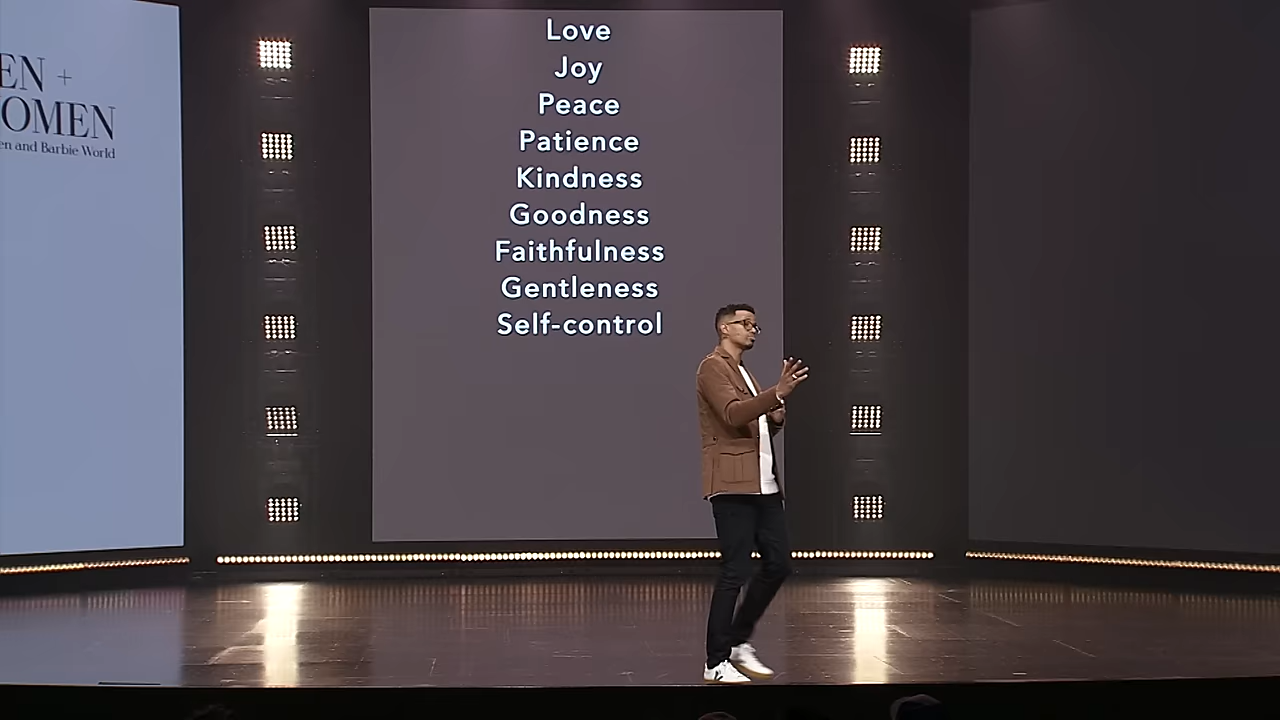 EN +
OMEN
en and Barbie World
Love
Joy
Peace
Patience
Kindness
Goodness
Faithfulness
Gentleness
Self-control